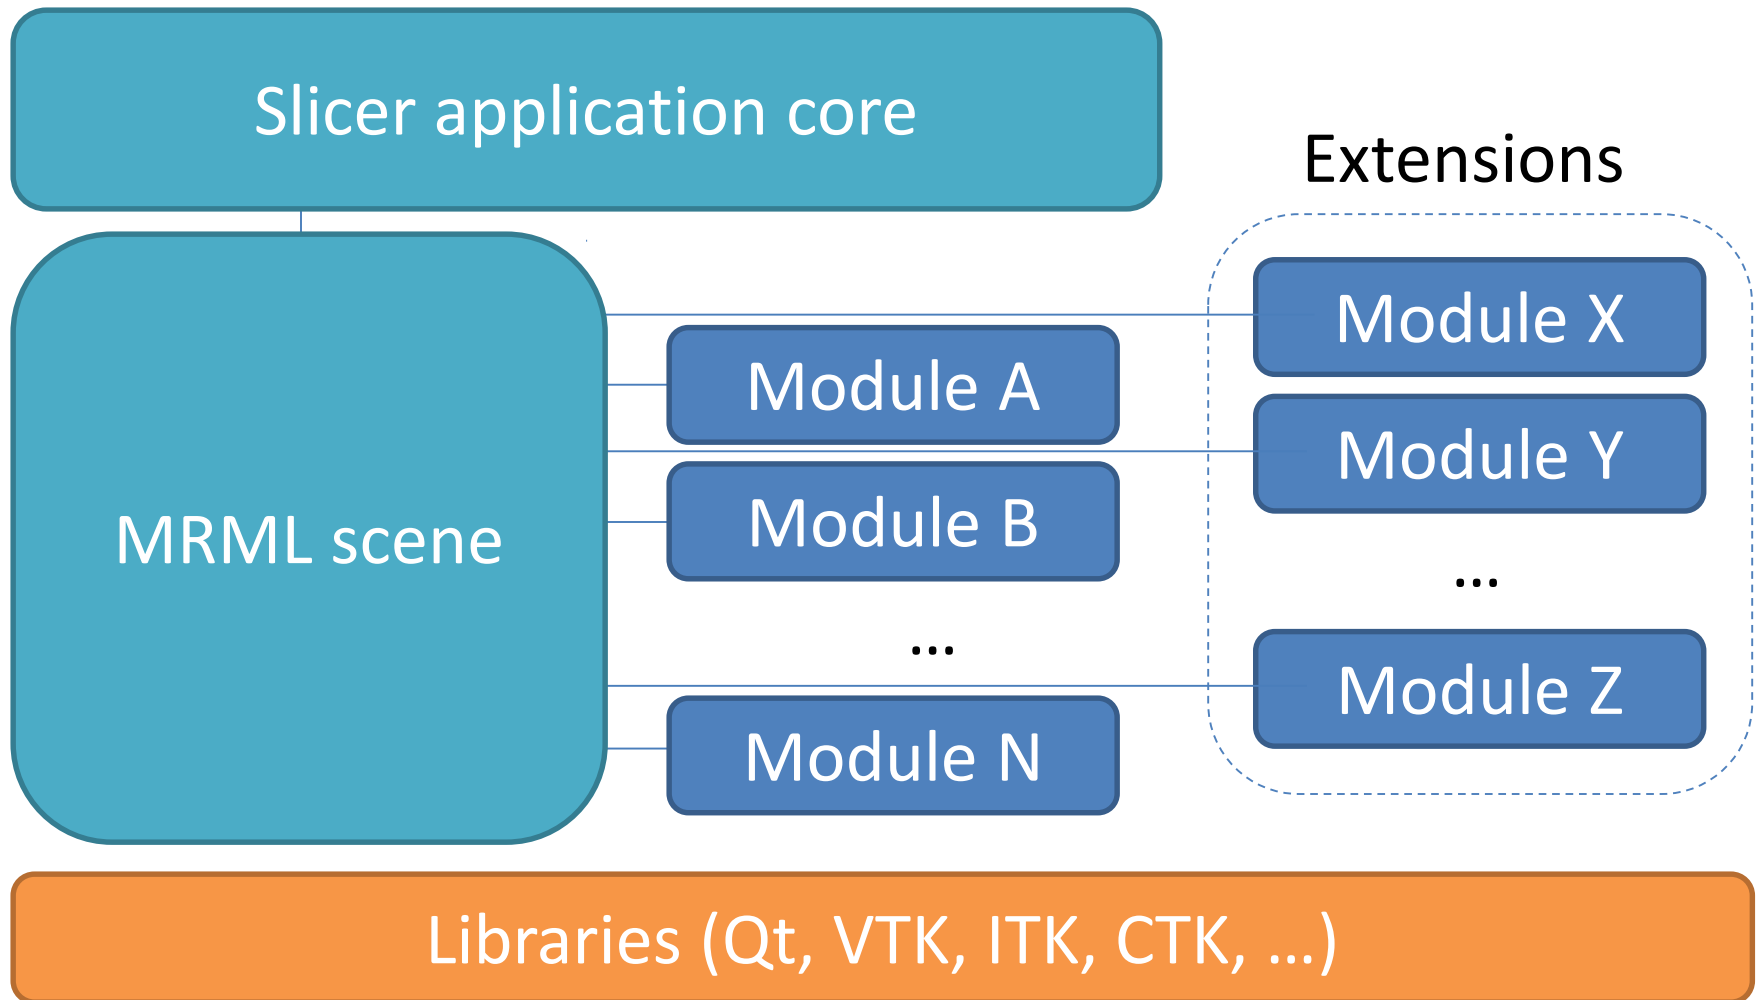 Slicer application core
Extensions
MRML scene
Module A
Module B
...
Module N
Module X
Module Y
...
Module Z
Libraries (Qt, VTK, ITK, CTK, ...)